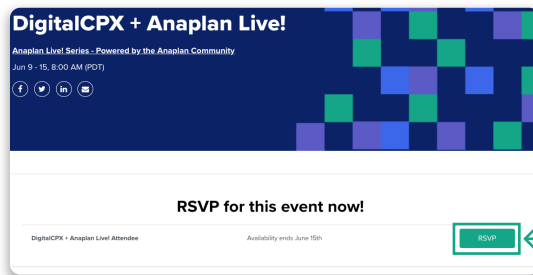 DigitalCPX + Anaplan Live!
Anaplan Live! Series - Powered by the Anaplan Community
Jun 9 - 15, 8:00 AM (PDT)
RSVP for this event now!
DigitalCPX + Anaplan Live! Attendee
Availability ends June 15th
RSVP